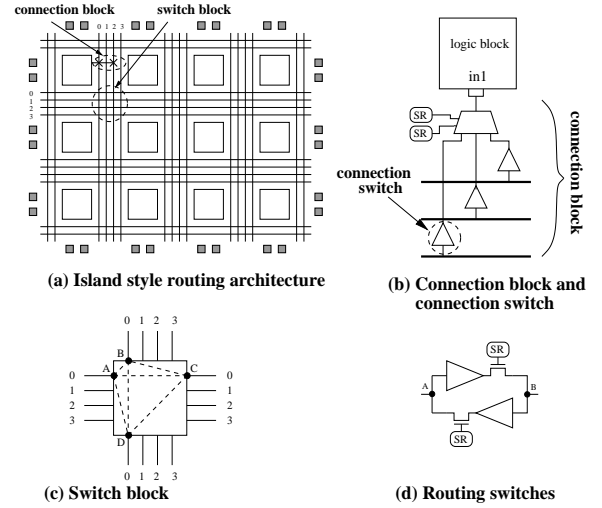 connection block
switch block
0 1 2 3
0
1
2
3
(a) Island style routing architecture
logic block
in1
SR
SR
connection switch
connection block
(b) Connection block and
connection switch
0 1 2 3
B
A
C
D
0
1
2
3
0
1
2
3
0 1 2 3
(c) Switch block
SR
A
B
SR
(d) Routing switches